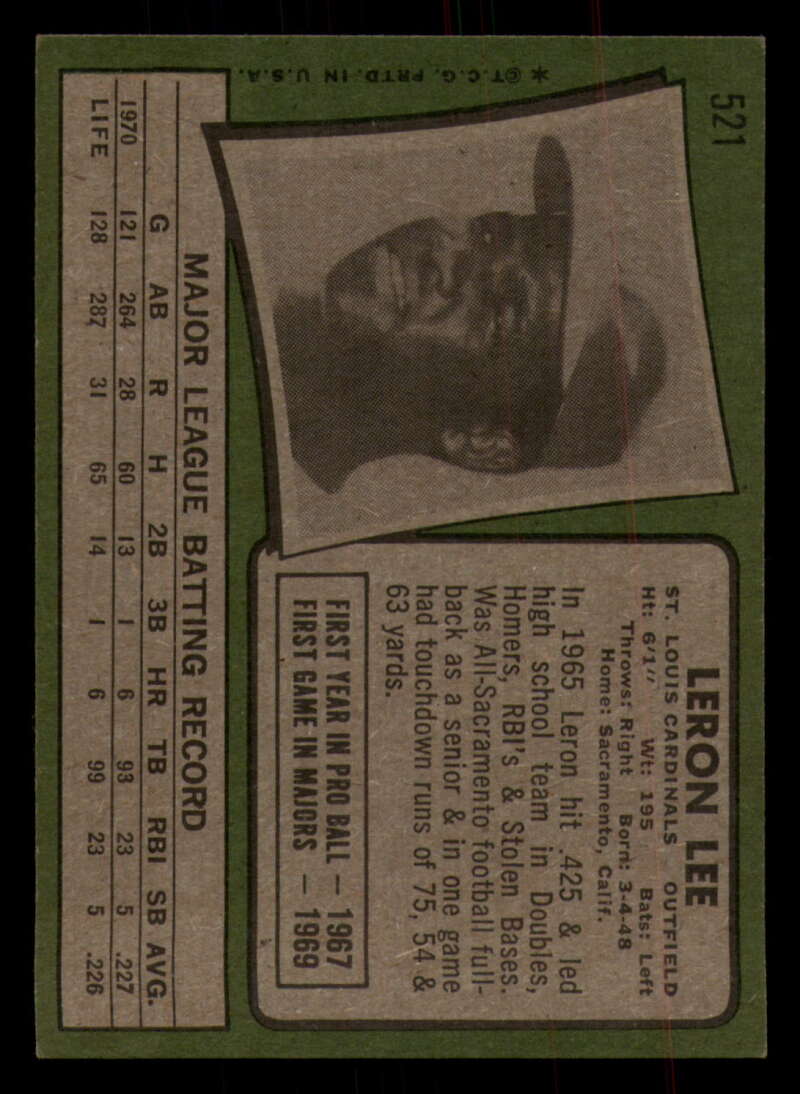 521
LERON LEE
ST. LOUIS CARDINALS OUTFIELD
Ht: 6'1" Wt: 195 Bats: Left
Throws: Right Born: 3-4-48
Home: Sacramento, Calif.
In 1965 Leron hit .425 & led
high school team in Doubles,
Homers, RBI's & Stolen Bases.
Was All-Sacramento football full-
back as a senior & in one game
had touchdown runs of 75, 54 &
63 yards.
FIRST YEAR IN PRO BALL — 1967
FIRST GAME IN MAJORS — 1969
*©T.C.G. PRTD. IN U.S.A.
MAJOR LEAGUE BATTING RECORD
G AB R H 2B 3B HR TB RBI SB AVG.
1970 121 264 28 60 13 1 6 93 23 5 .227
LIFE 128 287 31 65 14 1 6 99 23 5 .226